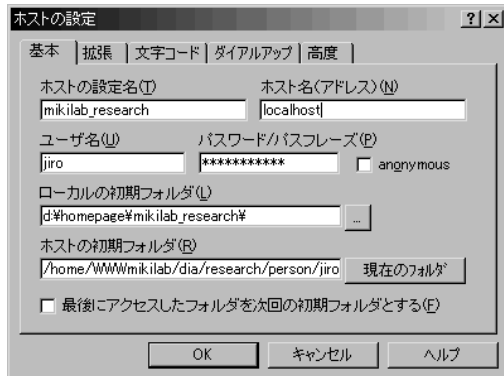 ホストの設定
? ×
基本 拡張 文字コード ダイアルアップ 高度
ホストの設定名(T) ホスト名(アドレス)(N)
mikilab_research localhost
ユーザ名(U) パスワード/パスフレーズ(P)
jiro *********** anonymous
ローカルの初期フォルダ(L)
d:¥homepage¥mikilab_research¥ ...
ホストの初期フォルダ(R)
/home/WWWmikilab/dia/research/person/jiro 現在のフォルダ
最後にアクセスしたフォルダを次回の初期フォルダとする(F)
OK キャンセル ヘルプ